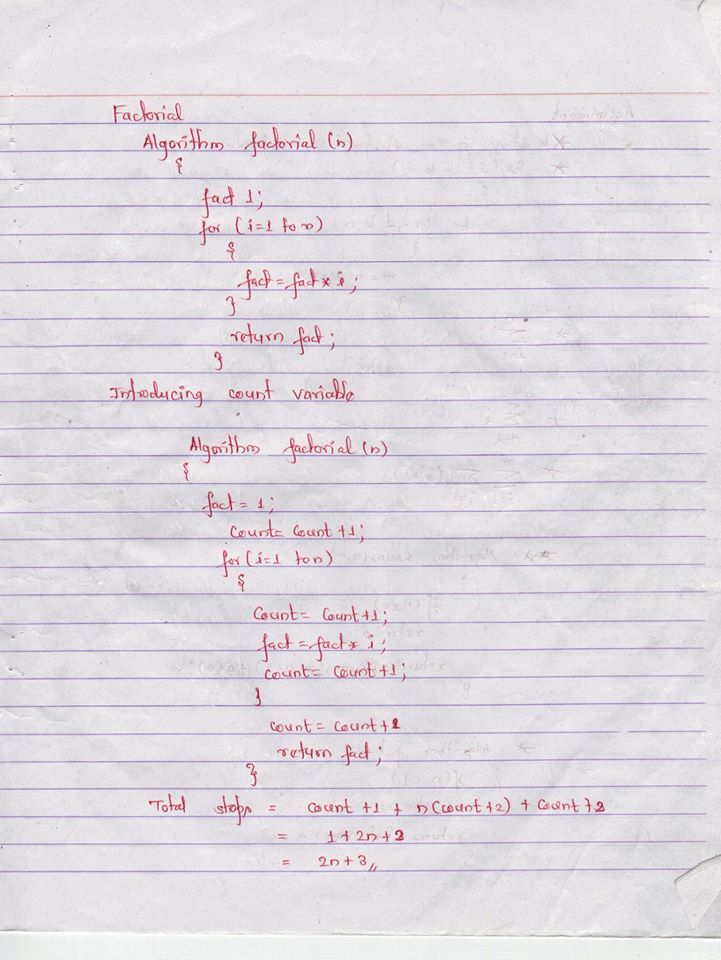 Factorial
Algorithm factorial (n)
{
fact 1;
for (i=1 to n)
{
fact = fact * i;
}
return fact;
}
Introducing count variable
Algorithm factorial (n)
{
fact = 1;
count= count +1;
for (i=1 to n)
{
count= count+1;
fact = fact * i;
count= count +1;
}
count = count+2
return fact;
}
Total steps = count +1 + n(count+2) + count +2
= 1+2n+2
= 2n+3,,